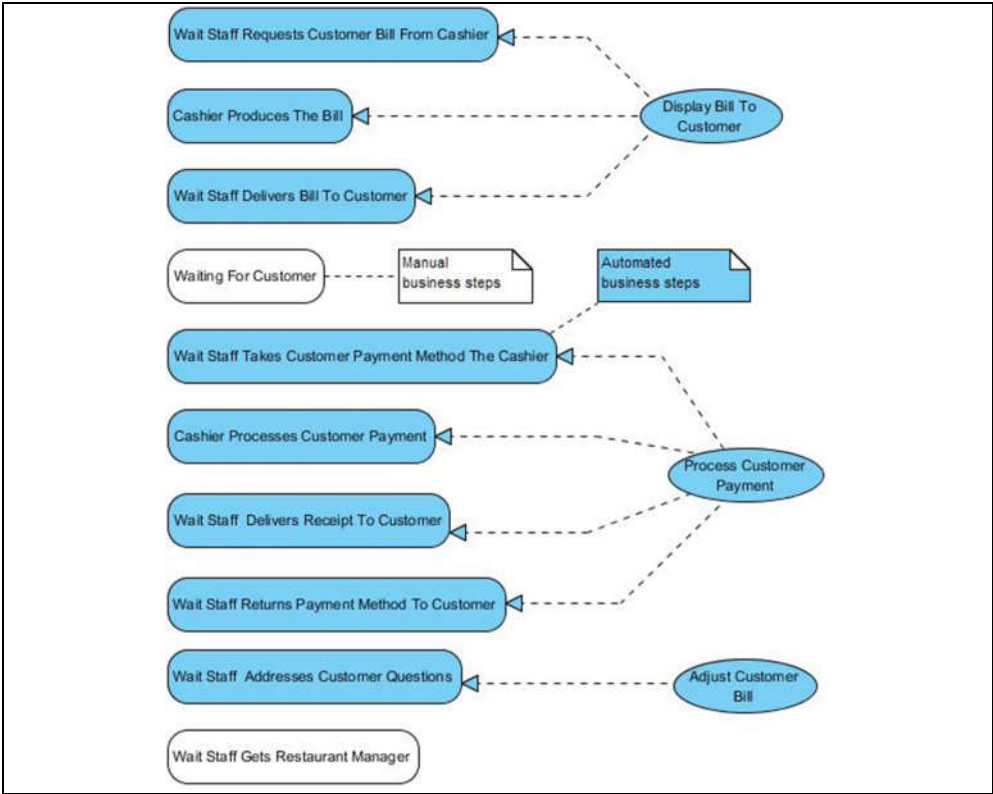 Wait Staff Requests Customer Bill From Cashier
Display Bill To
Customer
Cashier Produces The Bill
Wait Staff Delivers Bill To Customer
Waiting For Customer
Manual
business steps
Automated
business steps
Wait Staff Takes Customer Payment Method The Cashier
Cashier Processes Customer Payment
Process Customer
Payment
Wait Staff Delivers Receipt To Customer
Wait Staff Returns Payment Method To Customer
Wait Staff Addresses Customer Questions
Adjust Customer
Bill
Wait Staff Gets Restaurant Manager